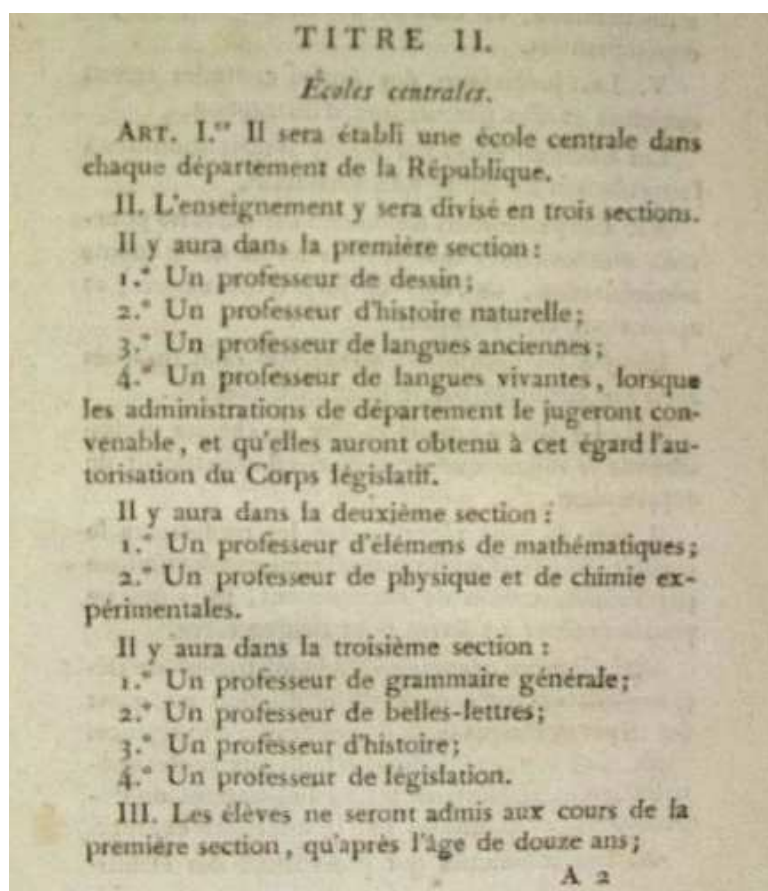 TITRE II.
Écoles centrales.
ART. I.er Il sera établi une école centrale dans
chaque département de la République.
II. L'enseignement y sera divisé en trois sections.
Il y aura dans la première section :
1.° Un professeur de dessin ;
2.° Un professeur d'histoire naturelle ;
3.° Un professeur de langues anciennes ;
4.° Un professeur de langues vivantes, lorsque
les administrations de département le jugeront con-
venable, et qu'elles auront obtenu à cet égard l'au-
torisation du Corps législatif.
Il y aura dans la deuxième section :
1.° Un professeur d'élémens de mathématiques ;
2.° Un professeur de physique et de chimie ex-
périmentales.
Il y aura dans la troisième section :
1.° Un professeur de grammaire générale ;
2.° Un professeur de belles-lettres ;
3.° Un professeur d'histoire ;
4.° Un professeur de législation.
III. Les élèves ne seront admis aux cours de la
première section, qu'après l'âge de douze ans ;
A 2